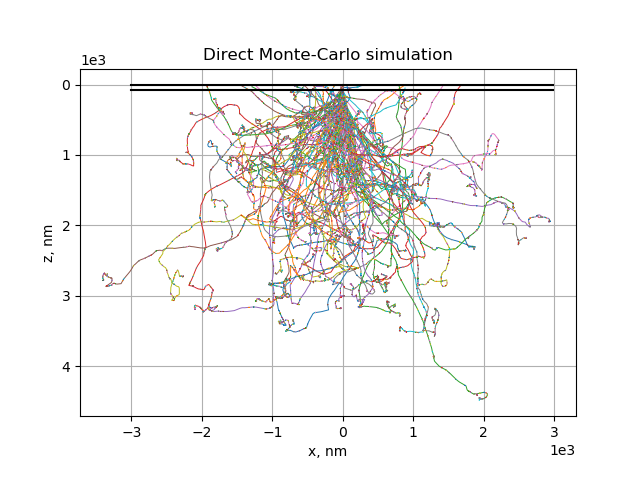 Direct Monte-Carlo simulation
1e3
0
1
2
3
4
z, nm
−3 −2 −1 0 1 2 3
x, nm
1e3